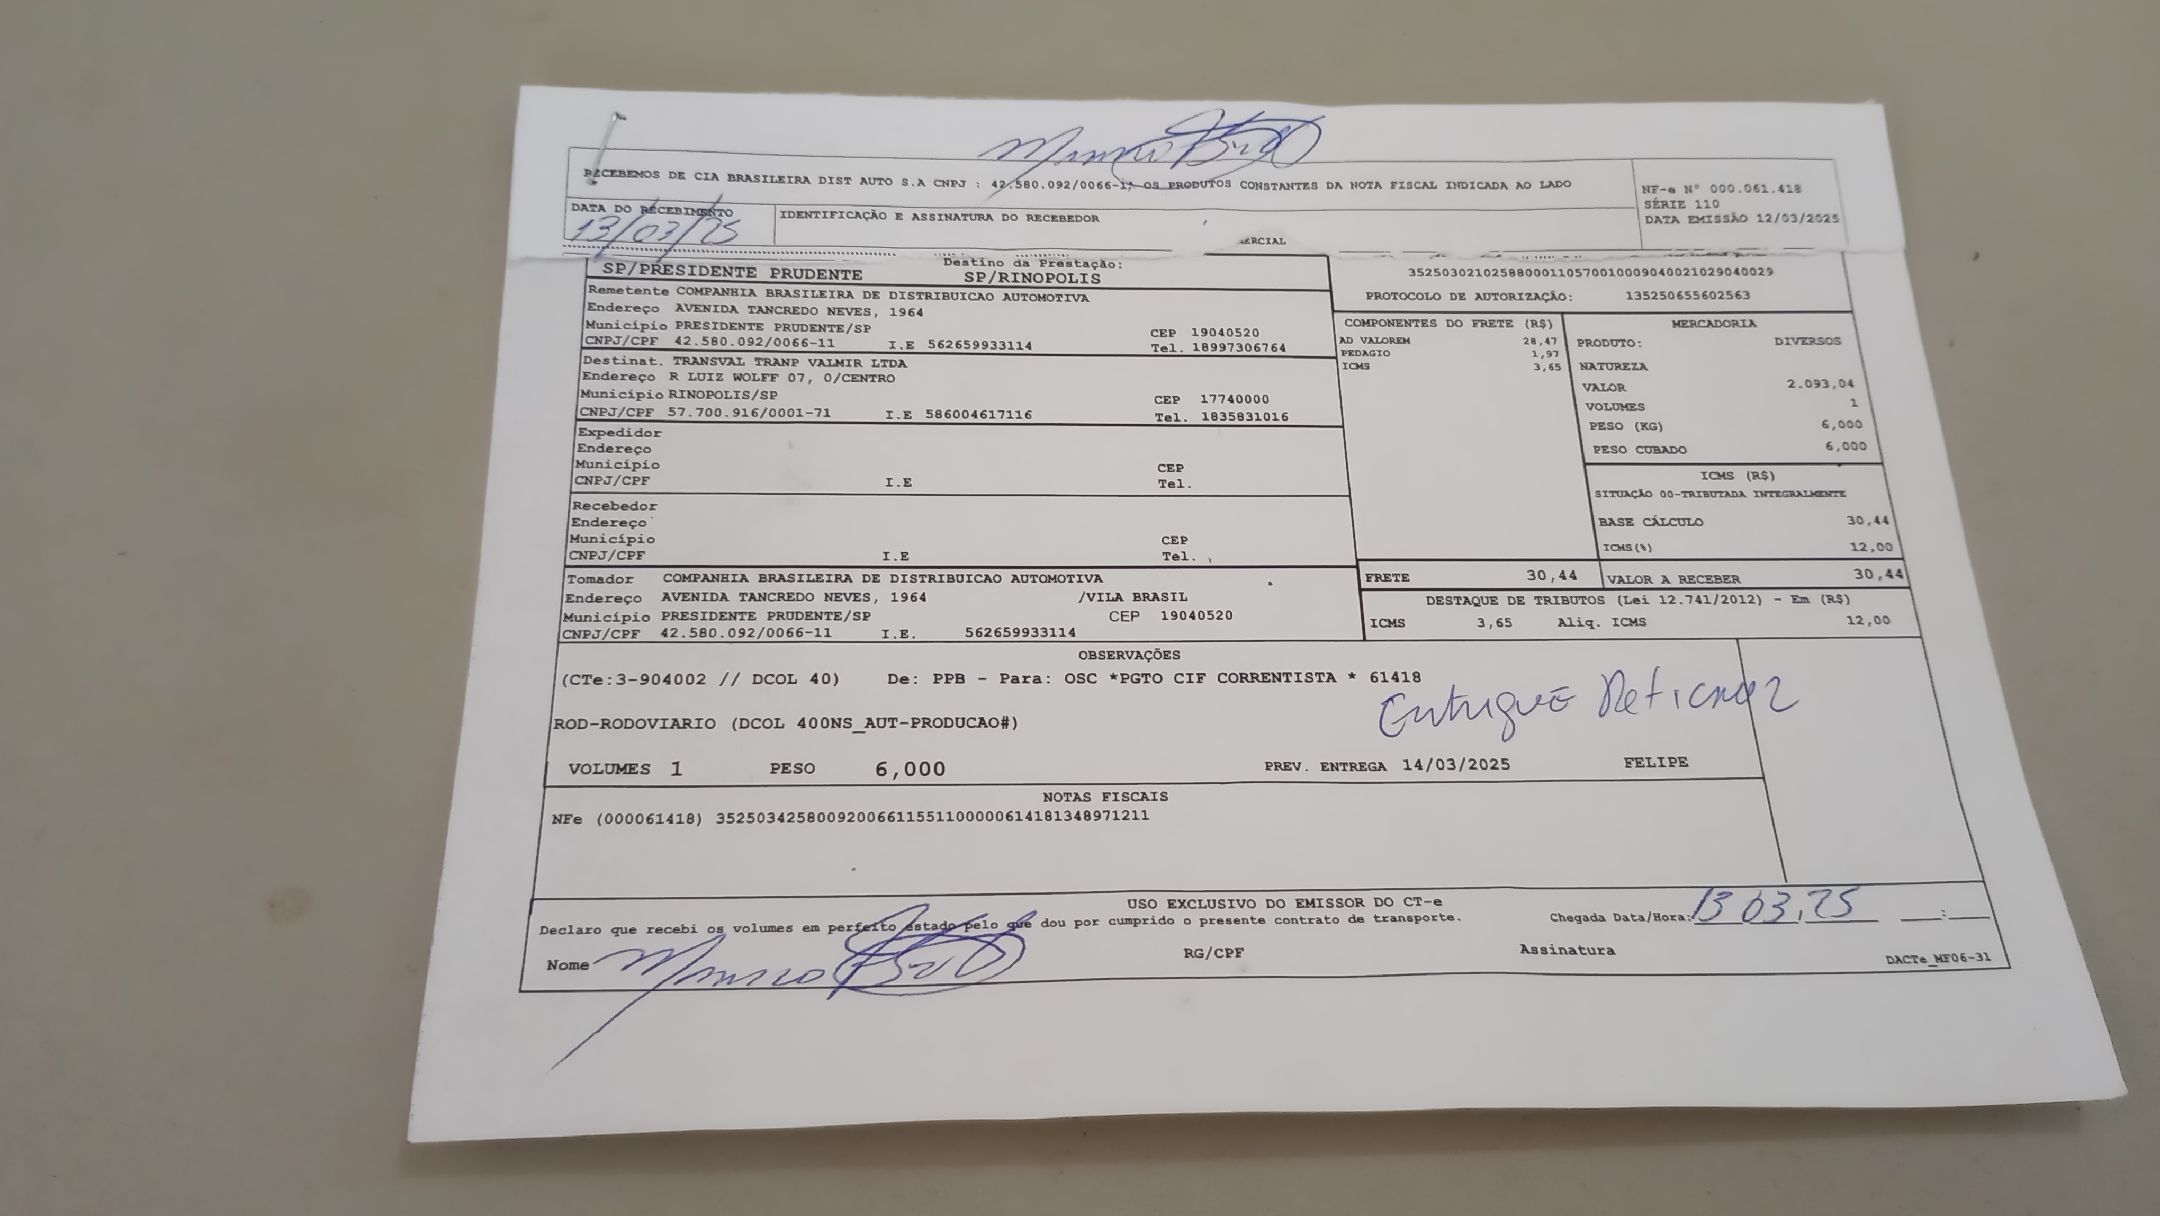 RECEBEMOS DE CIA BRASILEIRA DIST AUTO S.A CNPJ : 42.580.092/0066-11 OS PRODUTOS CONSTANTES DA NOTA FISCAL INDICADA AO LADO
NF-e N° 000.061.418
SÉRIE 110
DATA EMISSÃO 12/03/2025
DATA DO RECEBIMENTO
13/03/25
IDENTIFICAÇÃO E ASSINATURA DO RECEBEDOR
ERCIAL
SP/PRESIDENTE PRUDENTE
Destino da Prestação:
SP/RINOPOLIS
35250302102588000110570010009040021029040029
PROTOCOLO DE AUTORIZAÇÃO: 135250655602563
Remetente COMPANHIA BRASILEIRA DE DISTRIBUICAO AUTOMOTIVA
Endereço AVENIDA TANCREDO NEVES, 1964
Município PRESIDENTE PRUDENTE/SP CEP 19040520
CNPJ/CPF 42.580.092/0066-11 I.E 562659933114 Tel. 18997306764
Destinat. TRANSVAL TRANP VALMIR LTDA
Endereço R LUIZ WOLFF 07, 0/CENTRO
Município RINOPOLIS/SP CEP 17740000
CNPJ/CPF 57.700.916/0001-71 I.E 586004617116 Tel. 1835831016
Expedidor
Endereço
Município CEP
CNPJ/CPF I.E Tel.
Recebedor
Endereço
Município CEP
CNPJ/CPF I.E Tel.
Tomador COMPANHIA BRASILEIRA DE DISTRIBUICAO AUTOMOTIVA
Endereço AVENIDA TANCREDO NEVES, 1964 /VILA BRASIL
Município PRESIDENTE PRUDENTE/SP CEP 19040520
CNPJ/CPF 42.580.092/0066-11 I.E. 562659933114
COMPONENTES DO FRETE (R$)
AD VALOREM 28,47
PEDAGIO 1,97
ICMS 3,65
FRETE 30,44
MERCADORIA
PRODUTO: DIVERSOS
NATUREZA
VALOR 2.093,04
VOLUMES 1
PESO (KG) 6,000
PESO CUBADO 6,000
ICMS (R$)
SITUAÇÃO 00-TRIBUTADA INTEGRALMENTE
BASE CÁLCULO 30,44
ICMS(%) 12,00
VALOR A RECEBER 30,44
DESTAQUE DE TRIBUTOS (Lei 12.741/2012) - Em (R$)
ICMS 3,65 Aliq. ICMS 12,00
OBSERVAÇÕES
(CTe:3-904002 // DCOL 40) De: PPB - Para: OSC *PGTO CIF CORRENTISTA * 61418
ROD-RODOVIARIO (DCOL 400NS_AUT-PRODUCAO#)
VOLUMES 1 PESO 6,000 PREV. ENTREGA 14/03/2025 FELIPE
NOTAS FISCAIS
NFe (000061418) 35250342580092006611551100000614181348971211
USO EXCLUSIVO DO EMISSOR DO CT-e
Declaro que recebi os volumes em perfeito estado pelo que dou por cumprido o presente contrato de transporte.
Chegada Data/Hora: 13 03.25 :
Nome RG/CPF Assinatura
DACTe_MF06-31